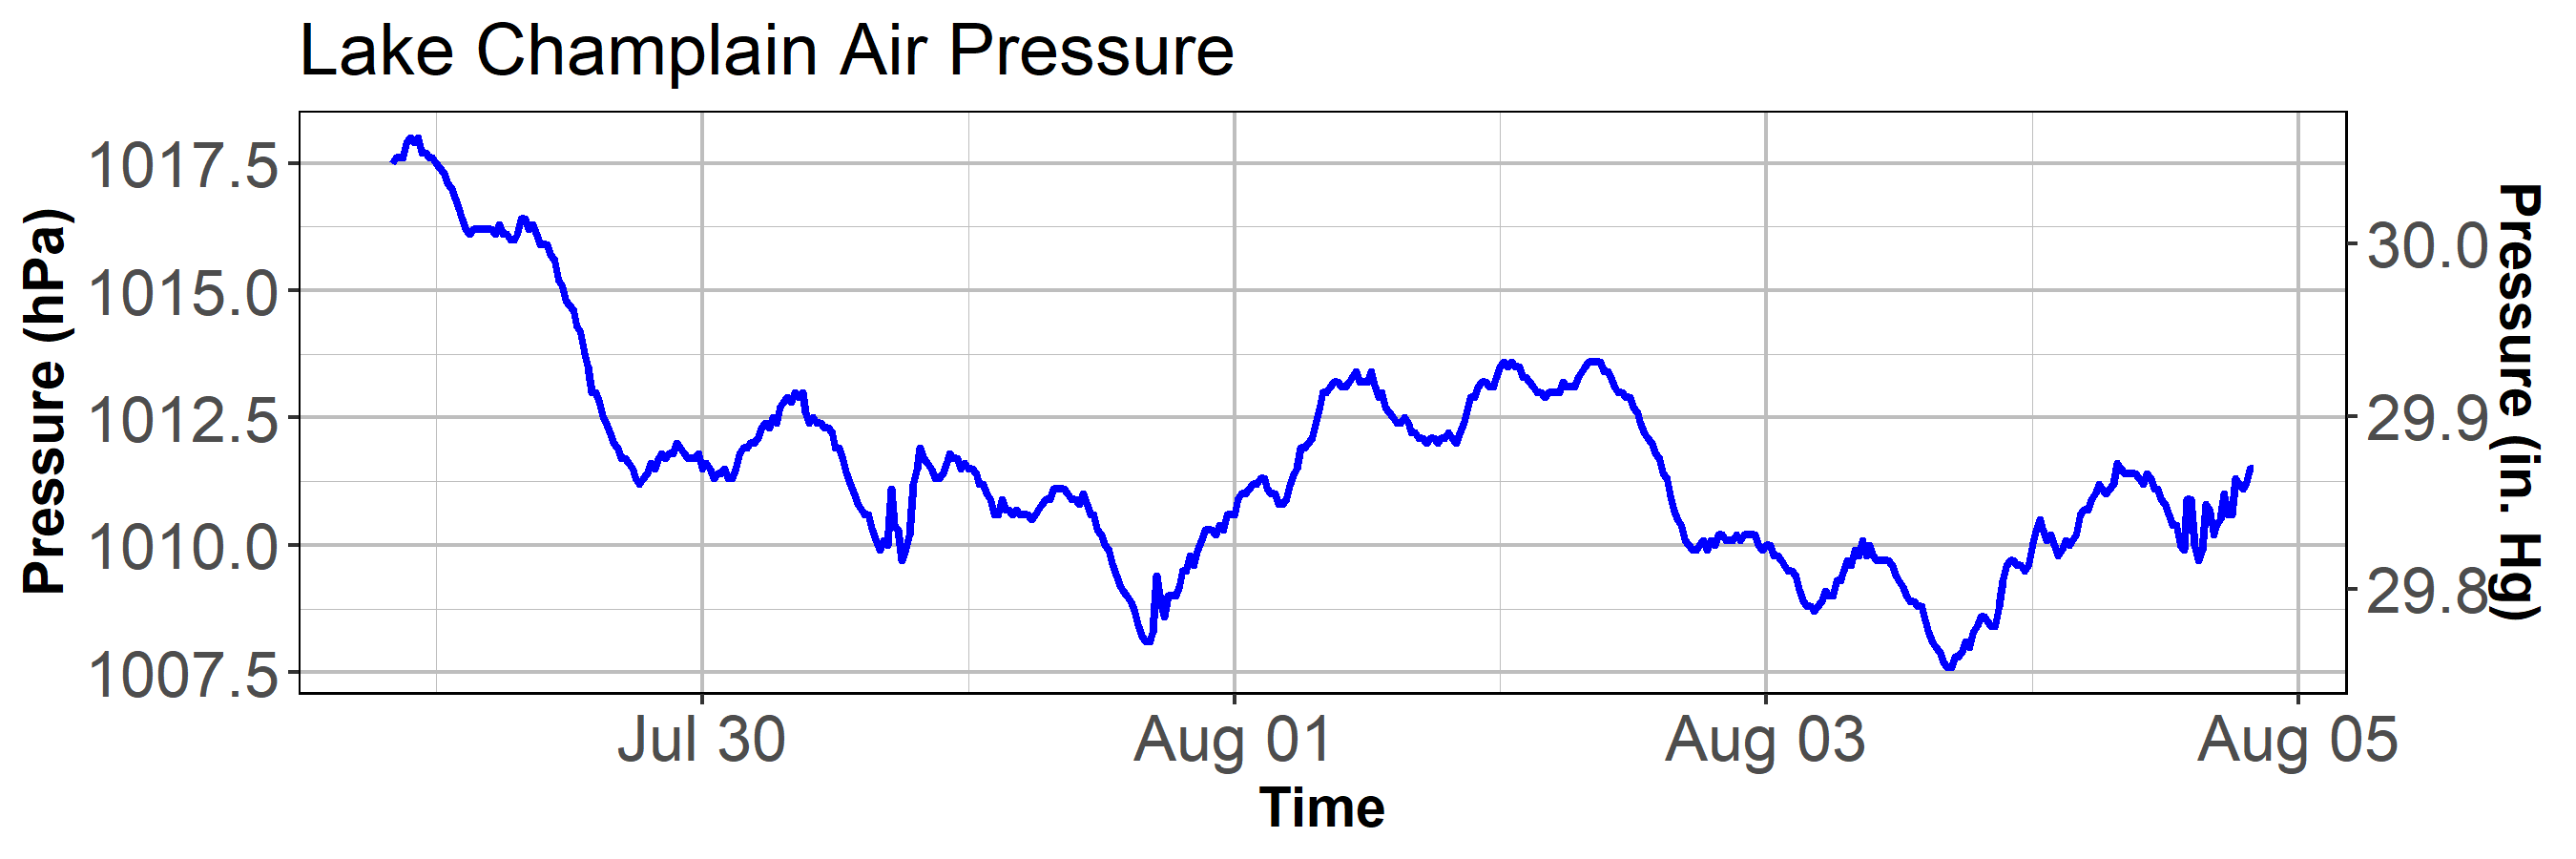 Lake Champlain Air Pressure
Pressure (hPa)
1017.5
1015.0
1012.5
1010.0
1007.5
30.0
29.9
29.8
Pressure (in. Hg)
Jul 30
Aug 01
Aug 03
Aug 05
Time